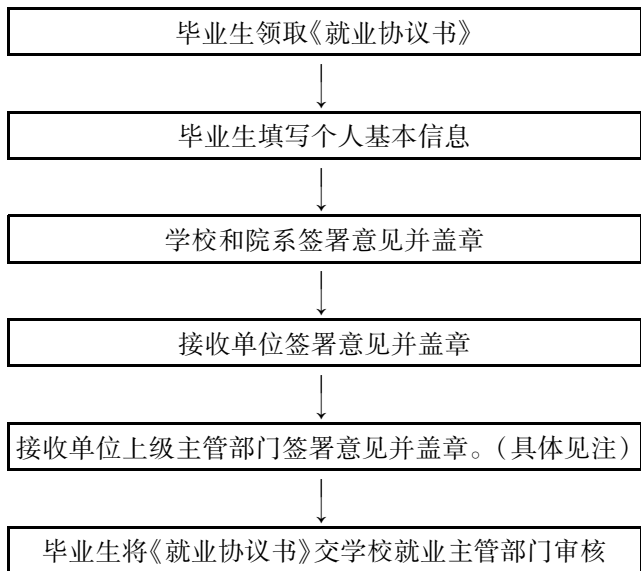 毕业生领取《就业协议书》
毕业生填写个人基本信息
学校和院系签署意见并盖章
接收单位签署意见并盖章
接收单位上级主管部门签署意见并盖章。(具体见注)
毕业生将《就业协议书》交学校就业主管部门审核